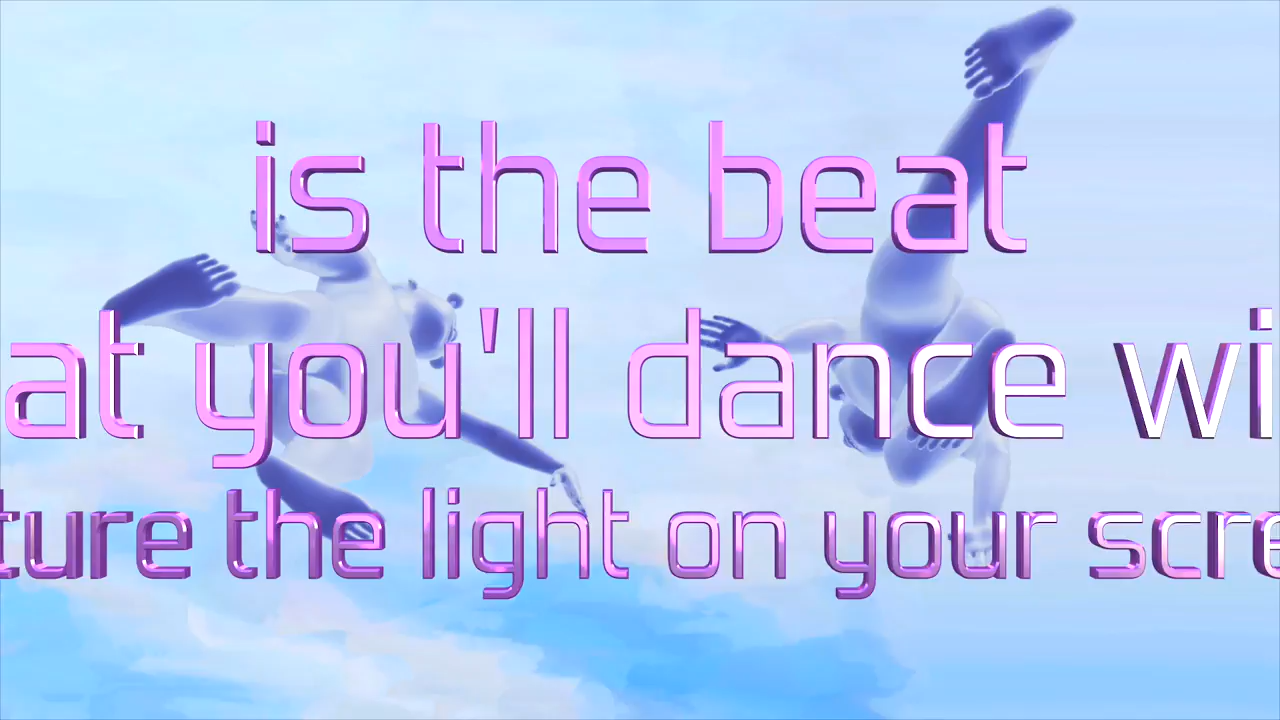 is the beat
at you'll dance wi
ture the light on your scre